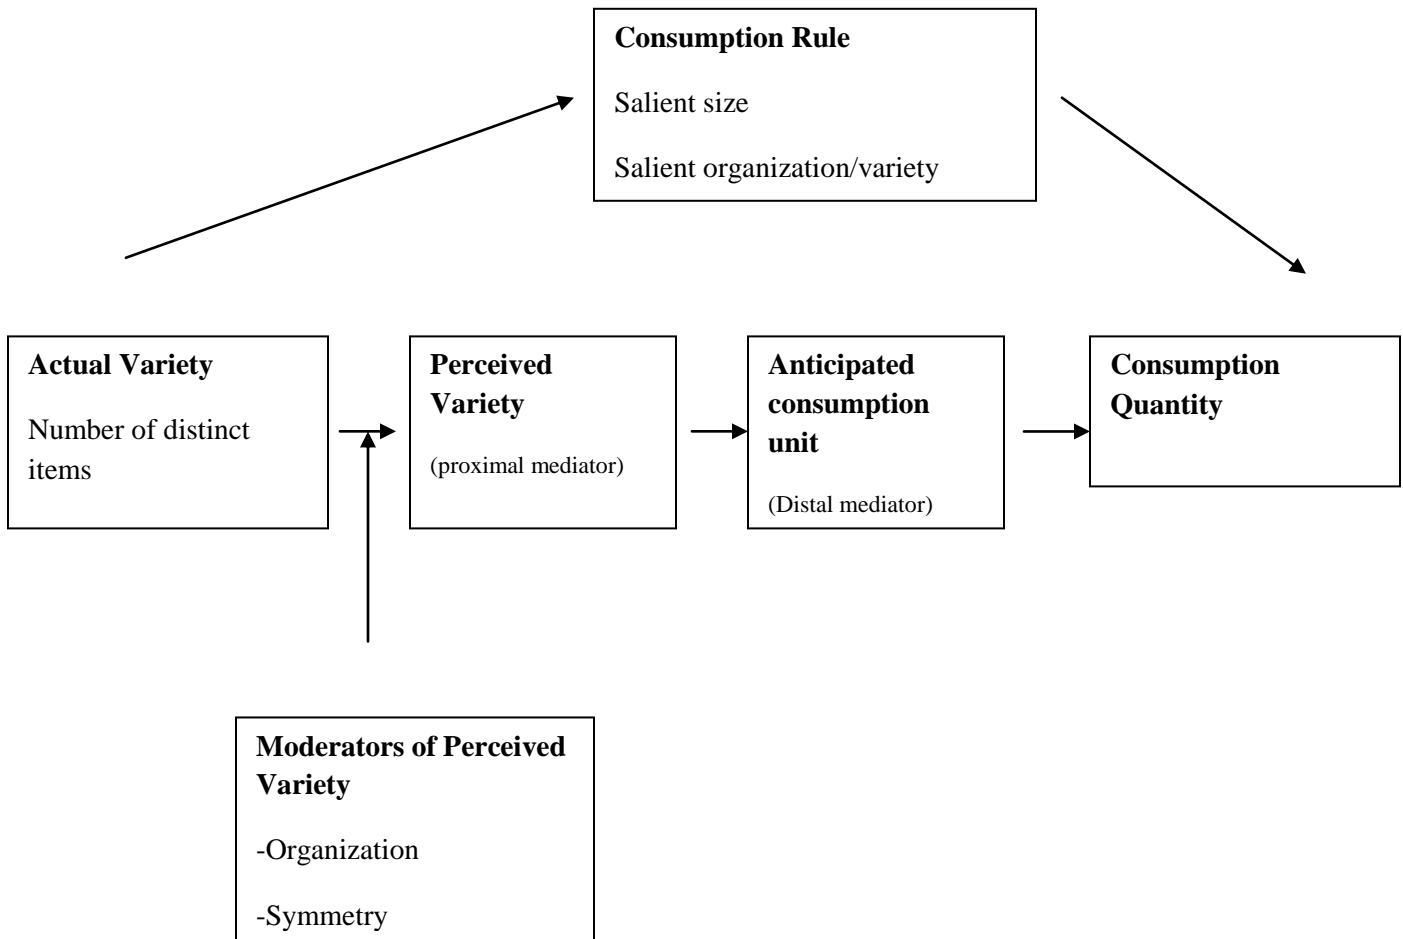 Consumption Rule
Salient size
Salient organization/variety
Actual Variety
Number of distinct
items
Perceived
Variety
(proximal mediator)
Anticipated
consumption
unit
(Distal mediator)
Consumption
Quantity
Moderators of Perceived
Variety
-Organization
-Symmetry